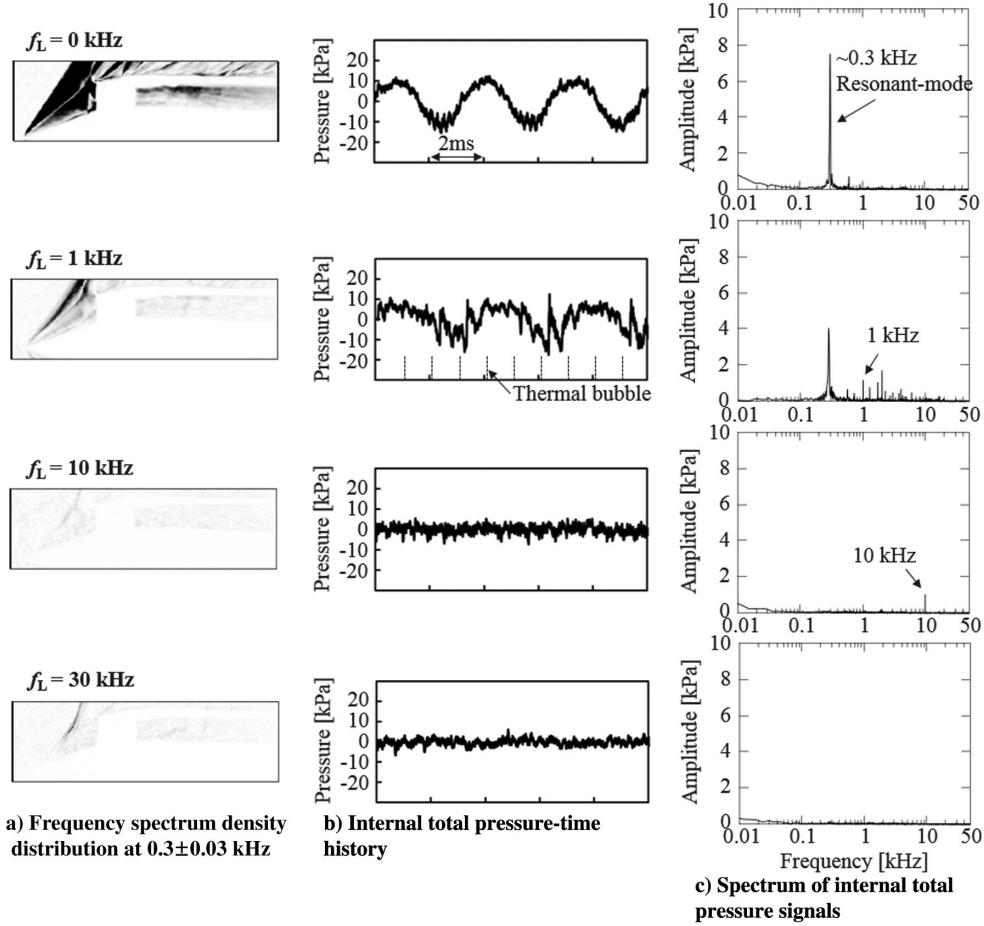 f_L = 0 kHz
Pressure [kPa]
20
10
0
-10
-20
2ms
Amplitude [kPa]
10
8
6
4
2
0
~0.3 kHz
Resonant-mode
0.01 0.1 1 10 50
f_L = 1 kHz
Pressure [kPa]
20
10
0
-10
-20
Thermal bubble
Amplitude [kPa]
10
8
6
4
2
0
1 kHz
0.01 0.1 1 10 50
f_L = 10 kHz
Pressure [kPa]
20
10
0
-10
-20
Amplitude [kPa]
10
8
6
4
2
0
10 kHz
0.01 0.1 1 10 50
f_L = 30 kHz
Pressure [kPa]
20
10
0
-10
-20
Amplitude [kPa]
10
8
6
4
2
0
0.01 0.1 1 10 50
Frequency [kHz]
a) Frequency spectrum density
distribution at 0.3±0.03 kHz
b) Internal total pressure-time
history
c) Spectrum of internal total
pressure signals